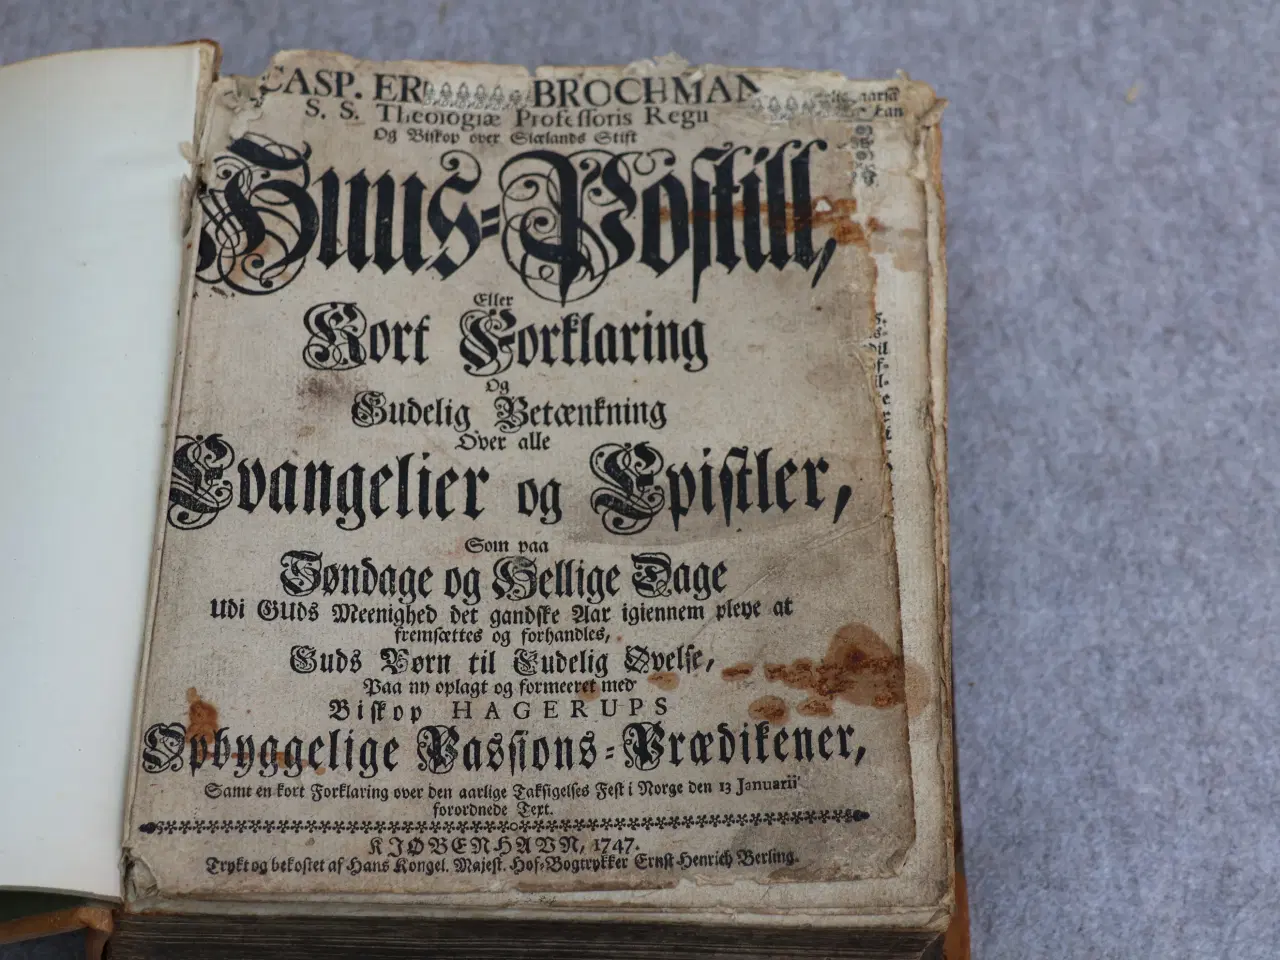 CASP. ER BROCHMAN
S. S. Theologiæ Professoris Regii
Og Biskop over Siælands Stift
Huus-Postill,
Eller
Kort Forklaring
Og
Gudelig Betænkning
Over alle
Evangelier og Epistler,
Som paa
Søndage og Hellige Dage
udi GUds Meenighed det gandske Aar igiennem pleye at
fremsættes og forhandles,
Guds Børn til Gudelig Øvelse,
Paa ny oplagt og formeeret med
Biskop HAGERUPS
Opbyggelige Passions-Prædikener,
Samt en kort Forklaring over den aarlige Taksigelses Fest i Norge den 13 Januarii
forordnede Text.
KJØBENHAVN, 1747.
Trykt og bekostet af Hans Kongel. Majest. Hof-Bogtrykker Ernst Henrich Berling.